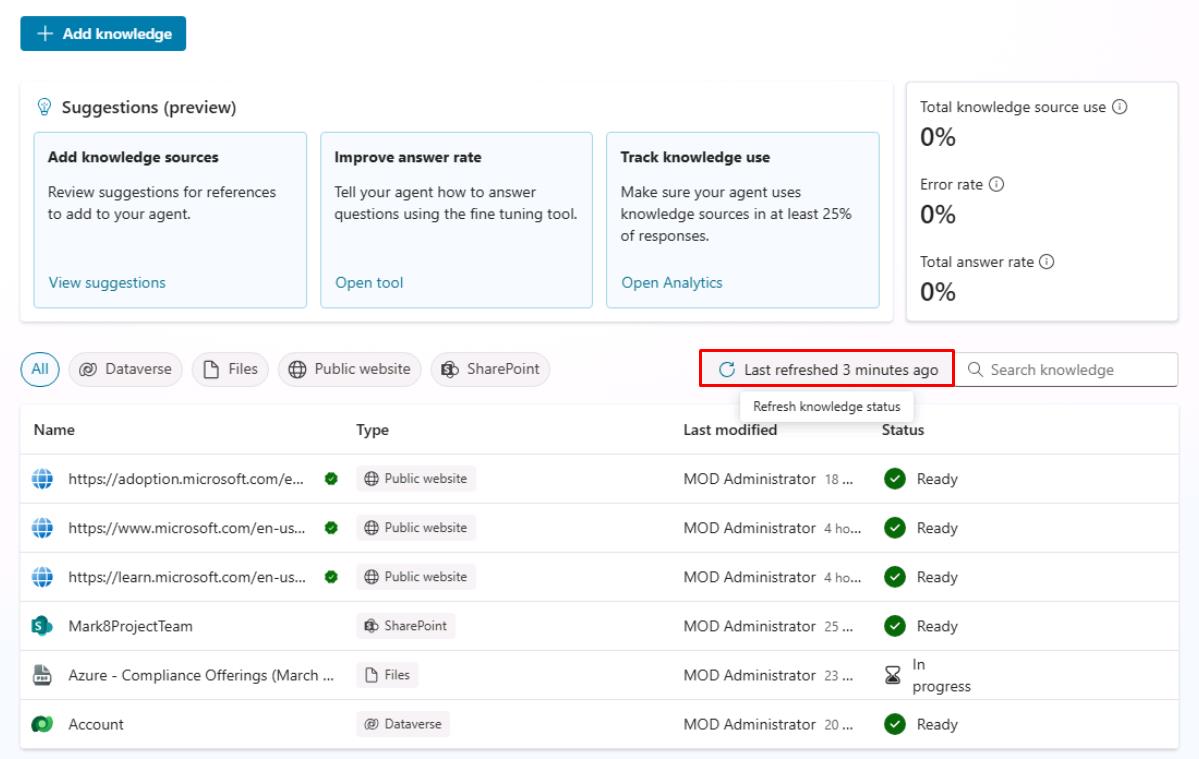 Add knowledge
Suggestions (preview)
Add knowledge sources
Review suggestions for references
to add to your agent.
View suggestions
Improve answer rate
Tell your agent how to answer
questions using the fine tuning tool.
Open tool
Track knowledge use
Make sure your agent uses
knowledge sources in at least 25%
of responses.
Open Analytics
Total knowledge source use
0%
Error rate
0%
Total answer rate
0%
All Dataverse Files Public website SharePoint Last refreshed 3 minutes ago Search knowledge
Refresh knowledge status
Name Type Last modified Status
https://adoption.microsoft.com/e... Public website MOD Administrator 18 ... Ready
https://www.microsoft.com/en-us... Public website MOD Administrator 4 ho... Ready
https://learn.microsoft.com/en-us... Public website MOD Administrator 4 ho... Ready
Mark8ProjectTeam SharePoint MOD Administrator 25 ... Ready
Azure - Compliance Offerings (March ... Files MOD Administrator 23 ... In
progress
Account Dataverse MOD Administrator 20 ... Ready